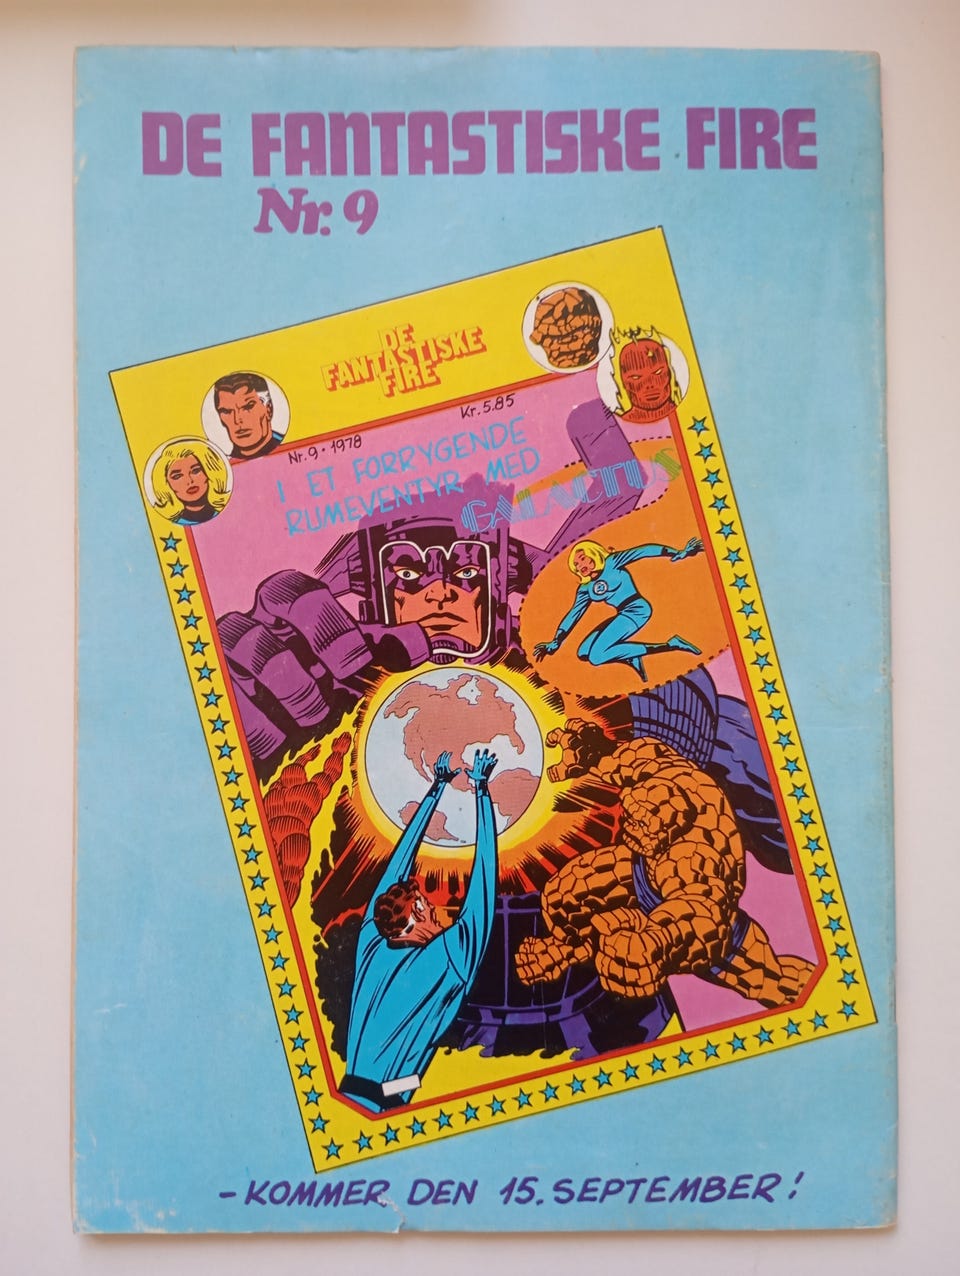 DE FANTASTISKE FIRE
Nr. 9
DE
FANTASTISKE
FIRE
Nr. 9 • 1978
Kr. 5.85
I ET FORRYGENDE
RUMEVENTYR MED
GALACTUS
4
- KOMMER DEN 15. SEPTEMBER!